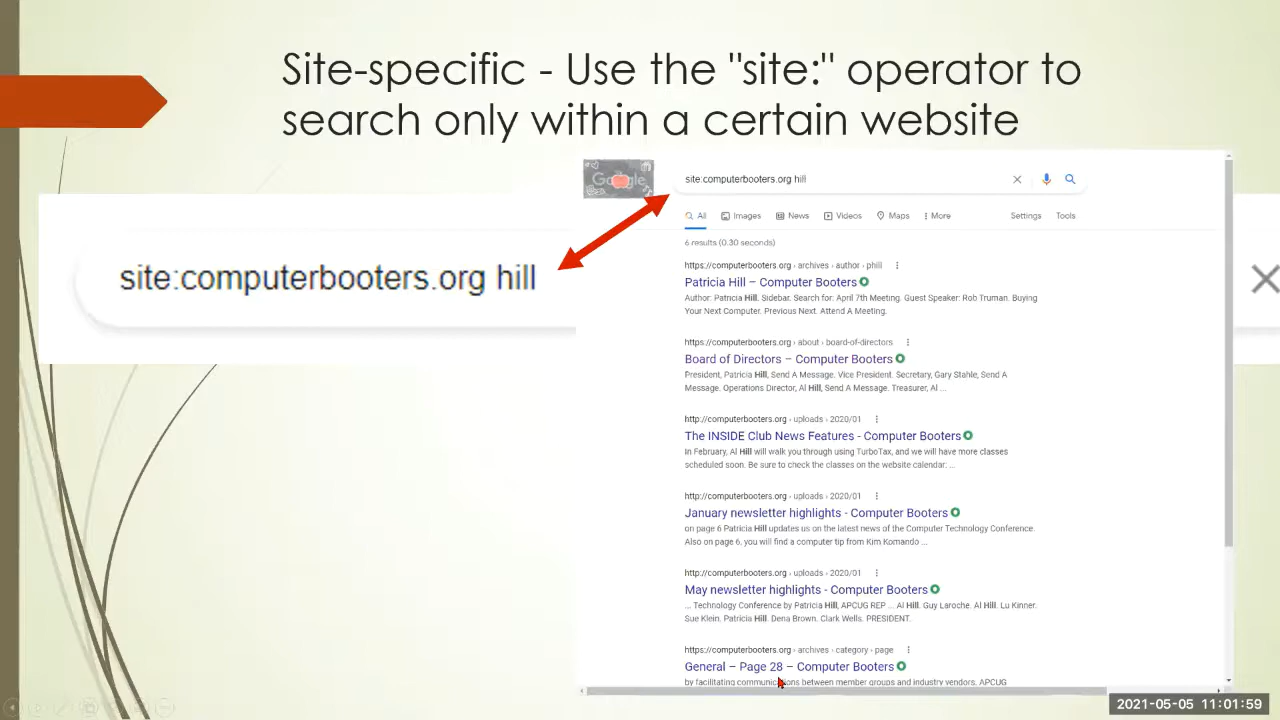 Site-specific - Use the "site:" operator to
search only within a certain website
site:computerbooters.org hill
Google
site:computerbooters.org hill
All Images News Videos Maps More Settings Tools
6 results (0.30 seconds)
https://computerbooters.org › archives › author › phill
Patricia Hill – Computer Booters
Author: Patricia Hill. Sidebar. Search for: April 7th Meeting. Guest Speaker: Rob Truman. Buying
Your Next Computer. Previous Next. Attend A Meeting.
https://computerbooters.org › about › board-of-directors
Board of Directors – Computer Booters
President, Patricia Hill, Send A Message. Vice President. Secretary, Gary Stahle, Send A
Message. Operations Director, Al Hill, Send A Message. Treasurer, Al ...
http://computerbooters.org › uploads › 2020/01
The INSIDE Club News Features - Computer Booters
In February, Al Hill will walk you through using TurboTax, and we will have more classes
scheduled soon. Be sure to check the classes on the website calendar: ...
http://computerbooters.org › uploads › 2020/01
January newsletter highlights - Computer Booters
on page 6 Patricia Hill updates us on the latest news of the Computer Technology Conference.
Also on page 6, you will find a computer tip from Kim Komando ...
http://computerbooters.org › uploads › 2020/01
May newsletter highlights - Computer Booters
... Technology Conference by Patricia Hill, APCUG REP ... Al Hill. Guy Laroche. Al Hill. Lu Kinner.
Sue Klein. Patricia Hill. Dena Brown. Clark Wells. PRESIDENT.
https://computerbooters.org › archives › category › page
General – Page 28 – Computer Booters
by facilitating communications between member groups and industry vendors. APCUG
2021-05-05 11:01:59